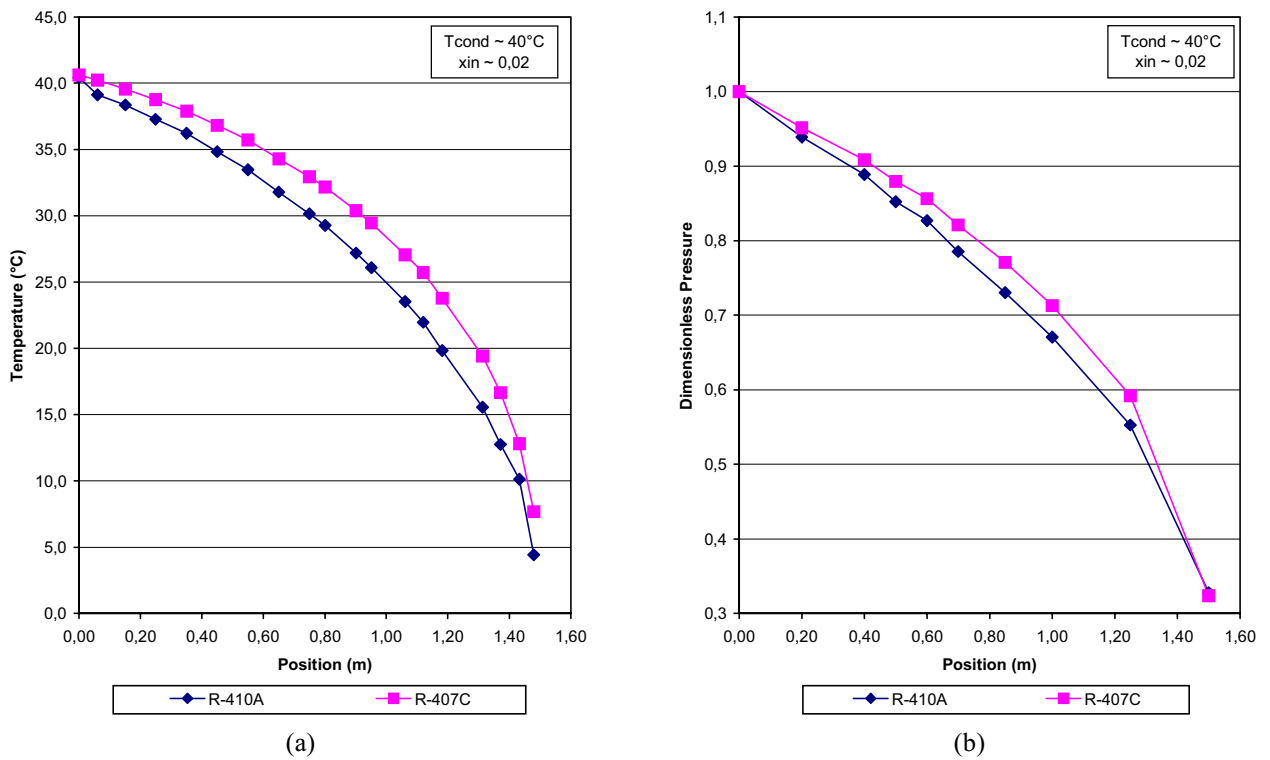 45,0
40,0
35,0
30,0
25,0
20,0
15,0
10,0
5,0
0,0
Temperature (°C)
Tcond ~ 40°C
xin ~ 0,02
0,00 0,20 0,40 0,60 0,80 1,00 1,20 1,40 1,60
Position (m)
R-410A R-407C
(a)
1,1
1,0
0,9
0,8
0,7
0,6
0,5
0,4
0,3
Dimensionless Pressure
Tcond ~ 40°C
xin ~ 0,02
0,00 0,20 0,40 0,60 0,80 1,00 1,20 1,40 1,60
Position (m)
R-410A R-407C
(b)